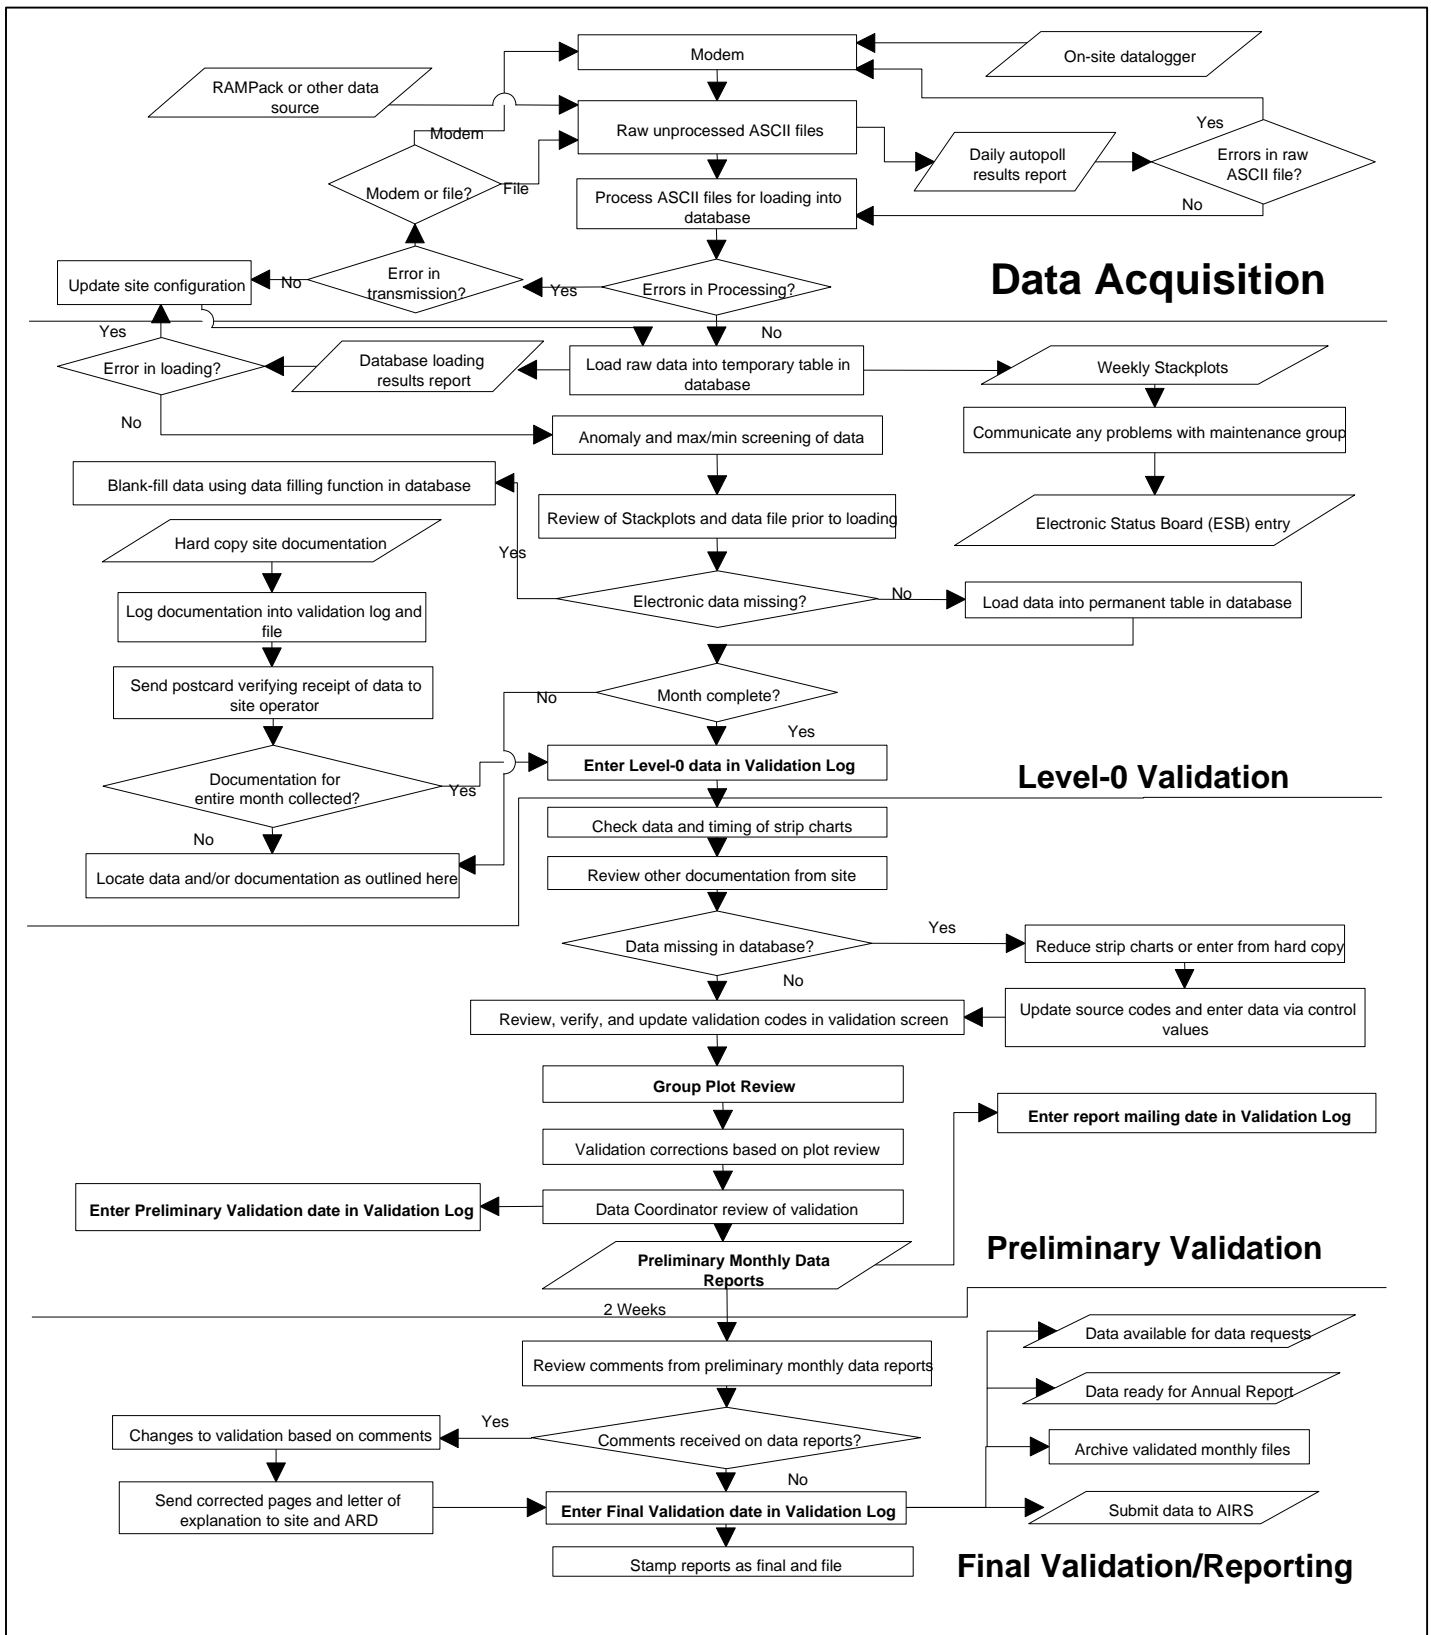 Modem
On-site datalogger
RAMPack or other data
source
Modem
Raw unprocessed ASCII files
Yes
Daily autopoll
results report
Errors in raw
ASCII file?
Modem or file?
File
Process ASCII files for loading into
database
No
Update site configuration
No
Error in
transmission?
Yes
Errors in Processing?
Data Acquisition
Yes
No
Error in loading?
Database loading
results report
Load raw data into temporary table in
database
Weekly Stackplots
No
Anomaly and max/min screening of data
Communicate any problems with maintenance group
Blank-fill data using data filling function in database
Review of Stackplots and data file prior to loading
Electronic Status Board (ESB) entry
Hard copy site documentation
Yes
Electronic data missing?
No
Load data into permanent table in database
Log documentation into validation log and
file
Send postcard verifying receipt of data to
site operator
No
Month complete?
Yes
Documentation for
entire month collected?
Yes
Enter Level-0 data in Validation Log
Level-0 Validation
Check data and timing of strip charts
No
Locate data and/or documentation as outlined here
Review other documentation from site
Data missing in database?
Yes
Reduce strip charts or enter from hard copy
No
Review, verify, and update validation codes in validation screen
Update source codes and enter data via control
values
Group Plot Review
Enter report mailing date in Validation Log
Validation corrections based on plot review
Enter Preliminary Validation date in Validation Log
Data Coordinator review of validation
Preliminary Monthly Data
Reports
Preliminary Validation
2 Weeks
Data available for data requests
Review comments from preliminary monthly data reports
Data ready for Annual Report
Changes to validation based on comments
Yes
Comments received on data reports?
Archive validated monthly files
No
Send corrected pages and letter of
explanation to site and ARD
Enter Final Validation date in Validation Log
Submit data to AIRS
Stamp reports as final and file
Final Validation/Reporting